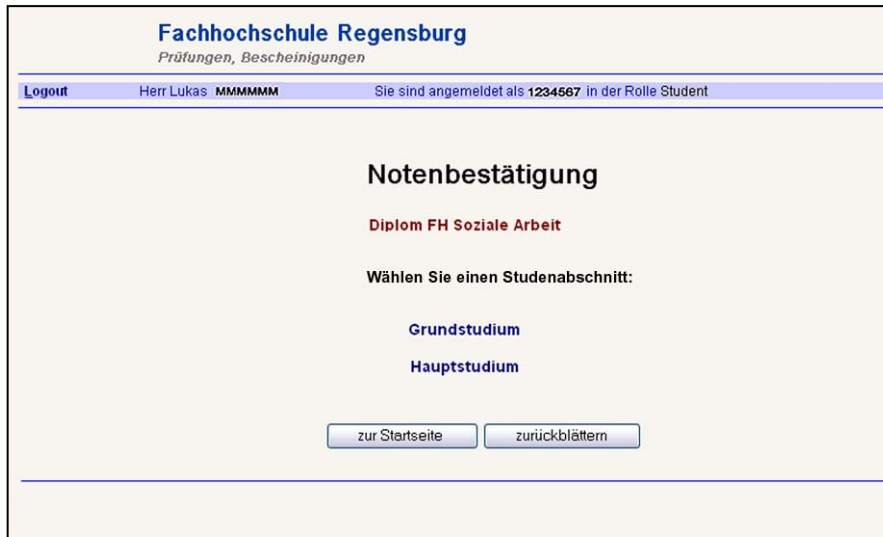 Fachhochschule Regensburg
Prüfungen, Bescheinigungen
Logout Herr Lukas MMMMMM Sie sind angemeldet als 1234567 in der Rolle Student
Notenbestätigung
Diplom FH Soziale Arbeit
Wählen Sie einen Studenabschnitt:
Grundstudium
Hauptstudium
zur Startseite zurückblättern